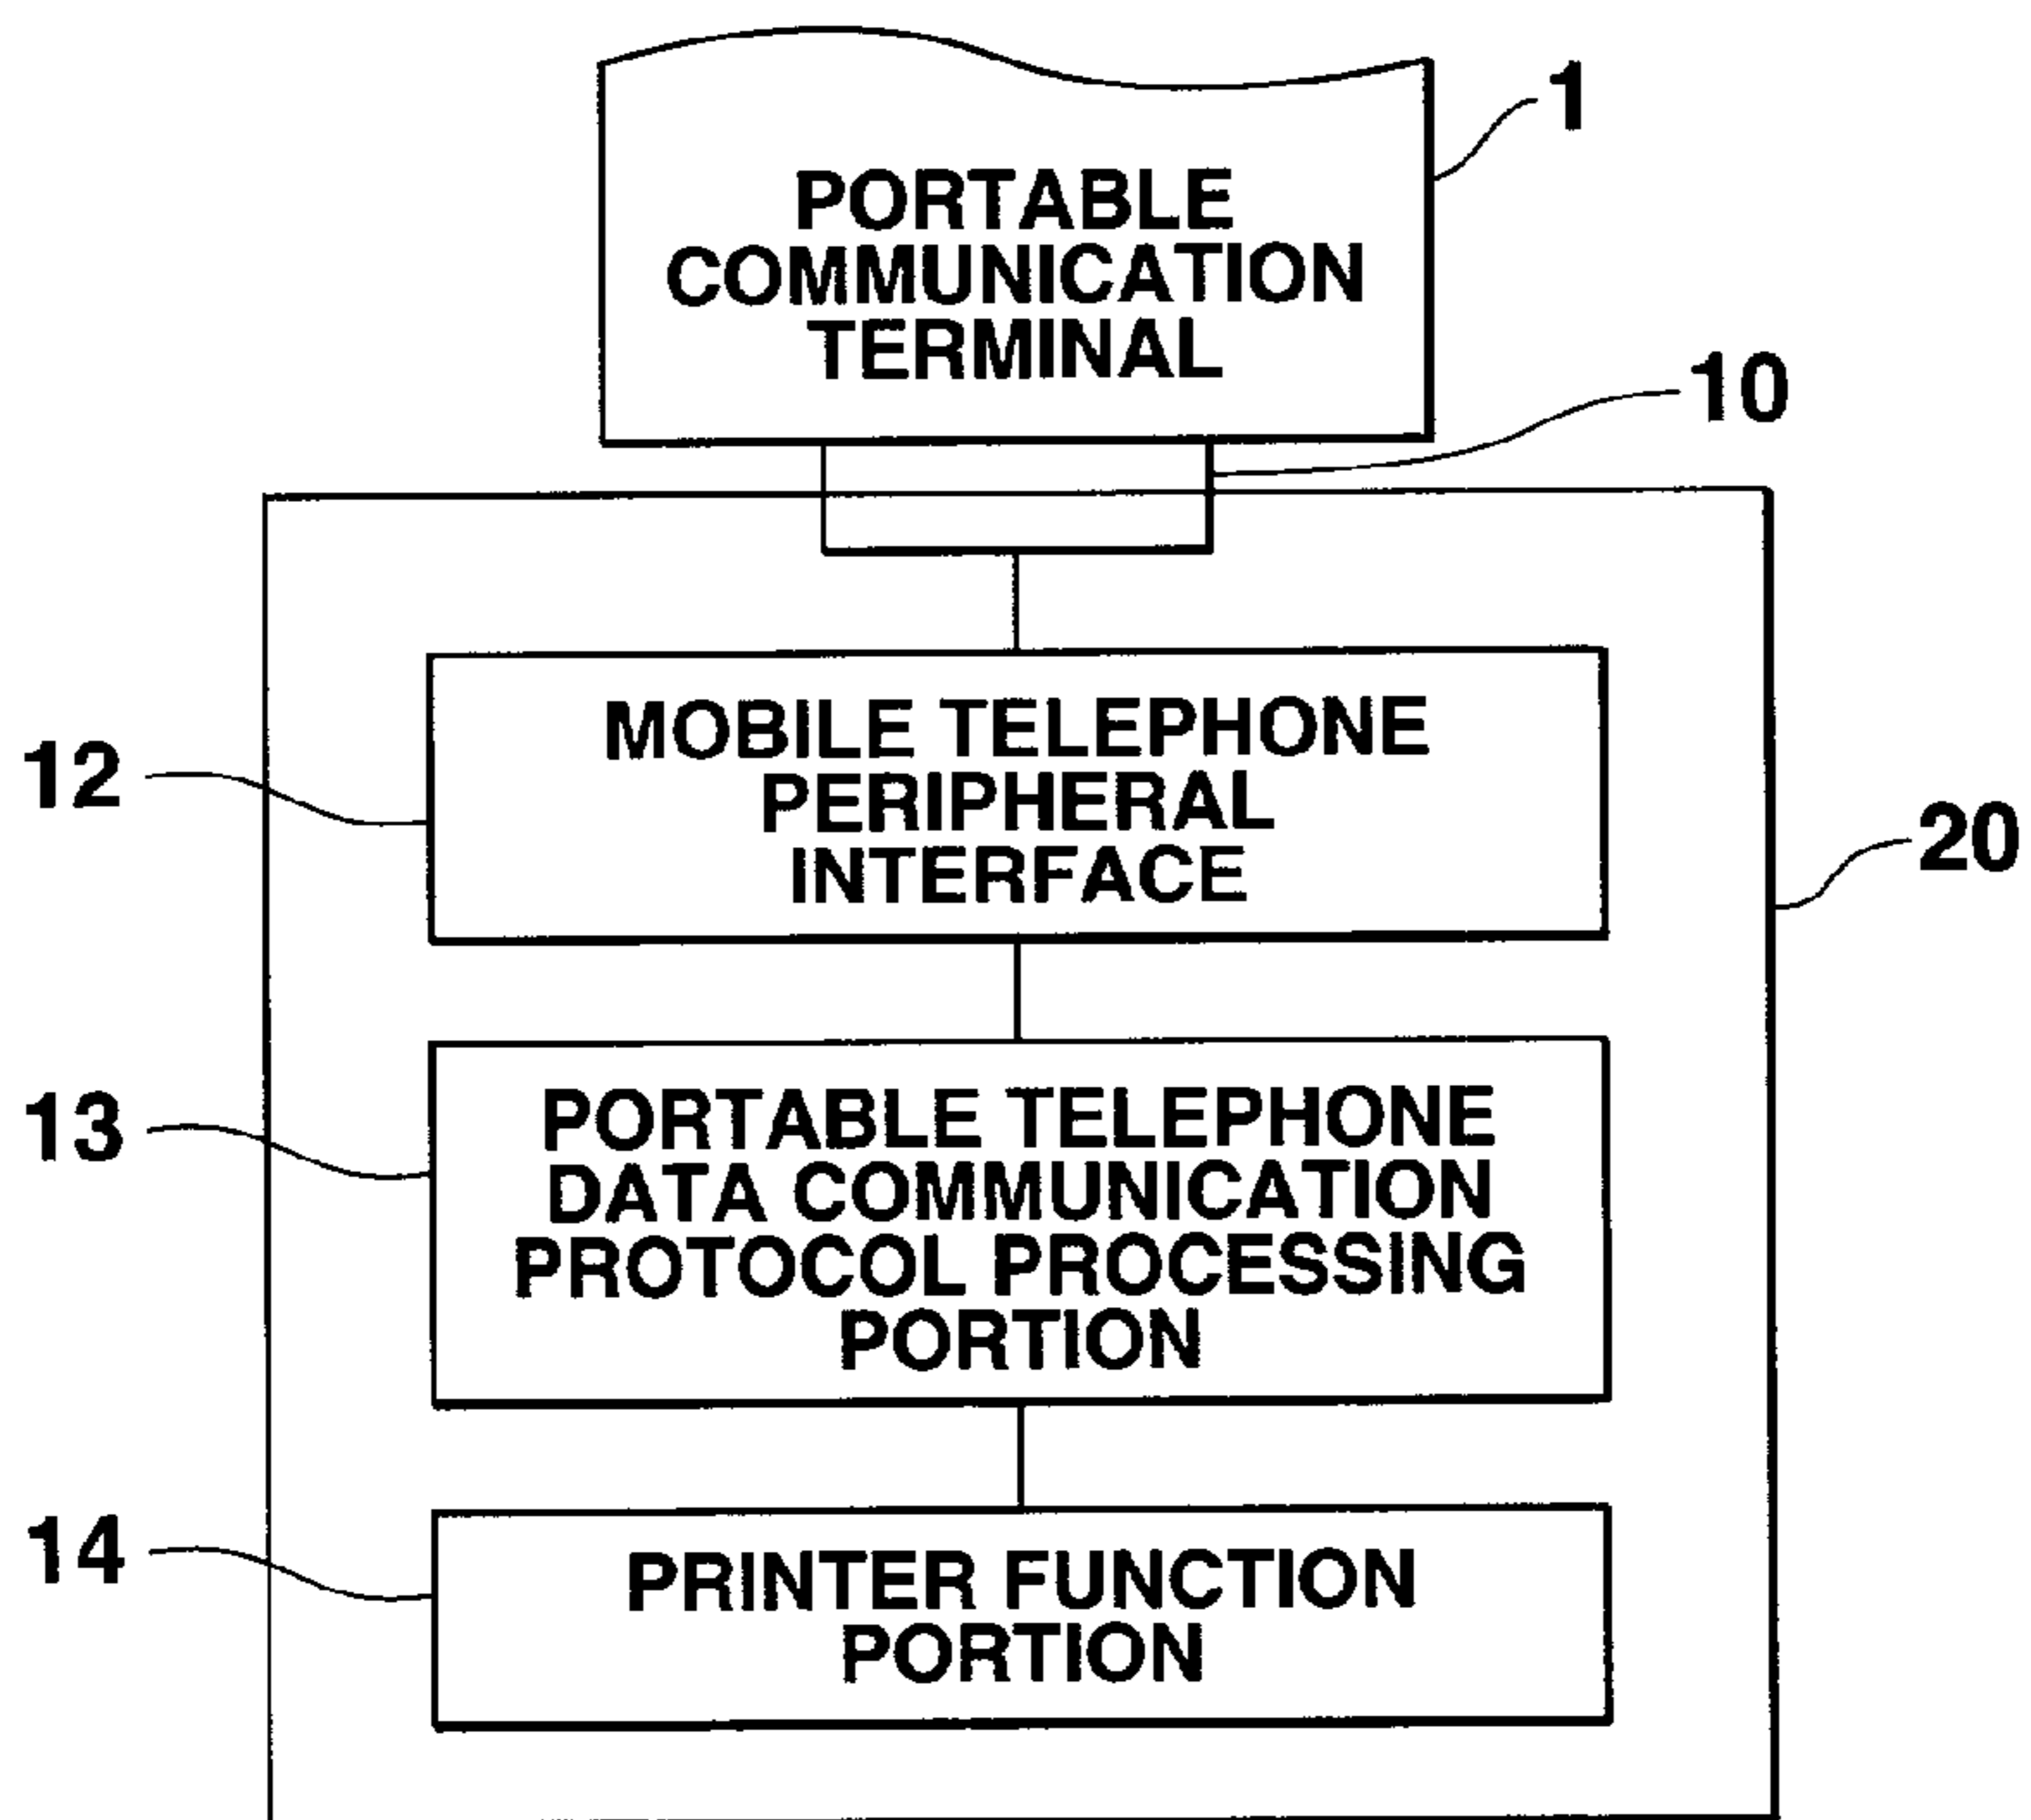 1
PORTABLE
COMMUNICATION
TERMINAL
10
MOBILE TELEPHONE
PERIPHERAL
INTERFACE
12
20
PORTABLE TELEPHONE
DATA COMMUNICATION
PROTOCOL PROCESSING
PORTION
13
PRINTER FUNCTION
PORTION
14